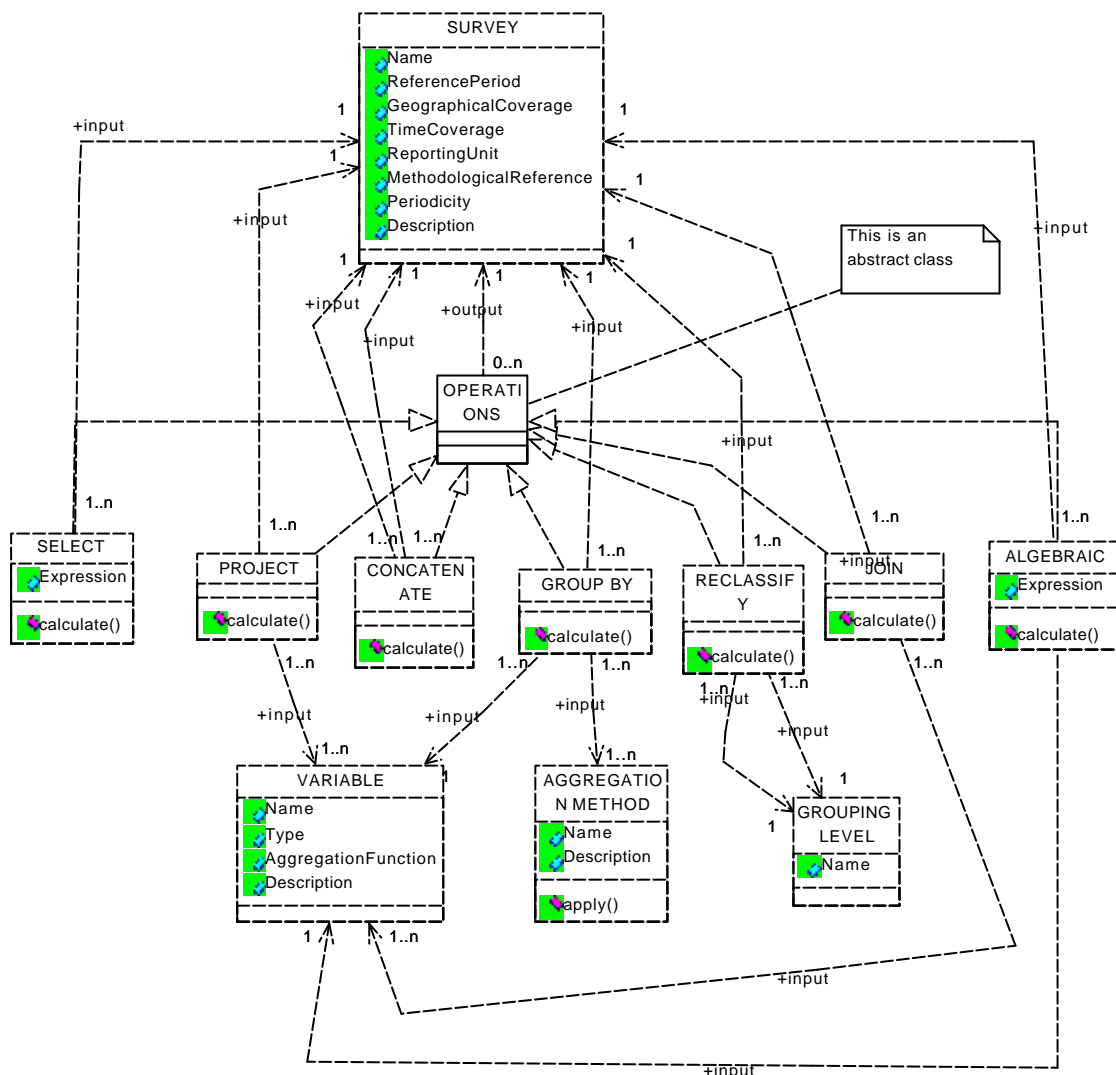 SURVEY
Name
ReferencePeriod
GeographicalCoverage
TimeCoverage
ReportingUnit
MethodologicalReference
Periodicity
Description
1
1
+input
1
1
+input
+input
This is an
abstract class
1
1
1
1
1
1
+input
+output
+input
+input
0..n
OPERATI
ONS
+input
1..n
1..n
1..n
1..n
1..n
1..n
1..n
1..n
SELECT
Expression
calculate()
PROJECT
calculate()
CONCATEN
ATE
calculate()
GROUP BY
calculate()
RECLASSIF
Y
calculate()
+input
JOIN
calculate()
ALGEBRAIC
Expression
calculate()
1..n
1..n
1..n
1..n
1..n
1..n
1..n
+input
+input
+input
+input
+input
1..n
1
1..n
1
1
VARIABLE
Name
Type
AggregationFunction
Description
AGGREGATIO
N METHOD
Name
Description
apply()
GROUPING
LEVEL
Name
1
1..n
+input
+input